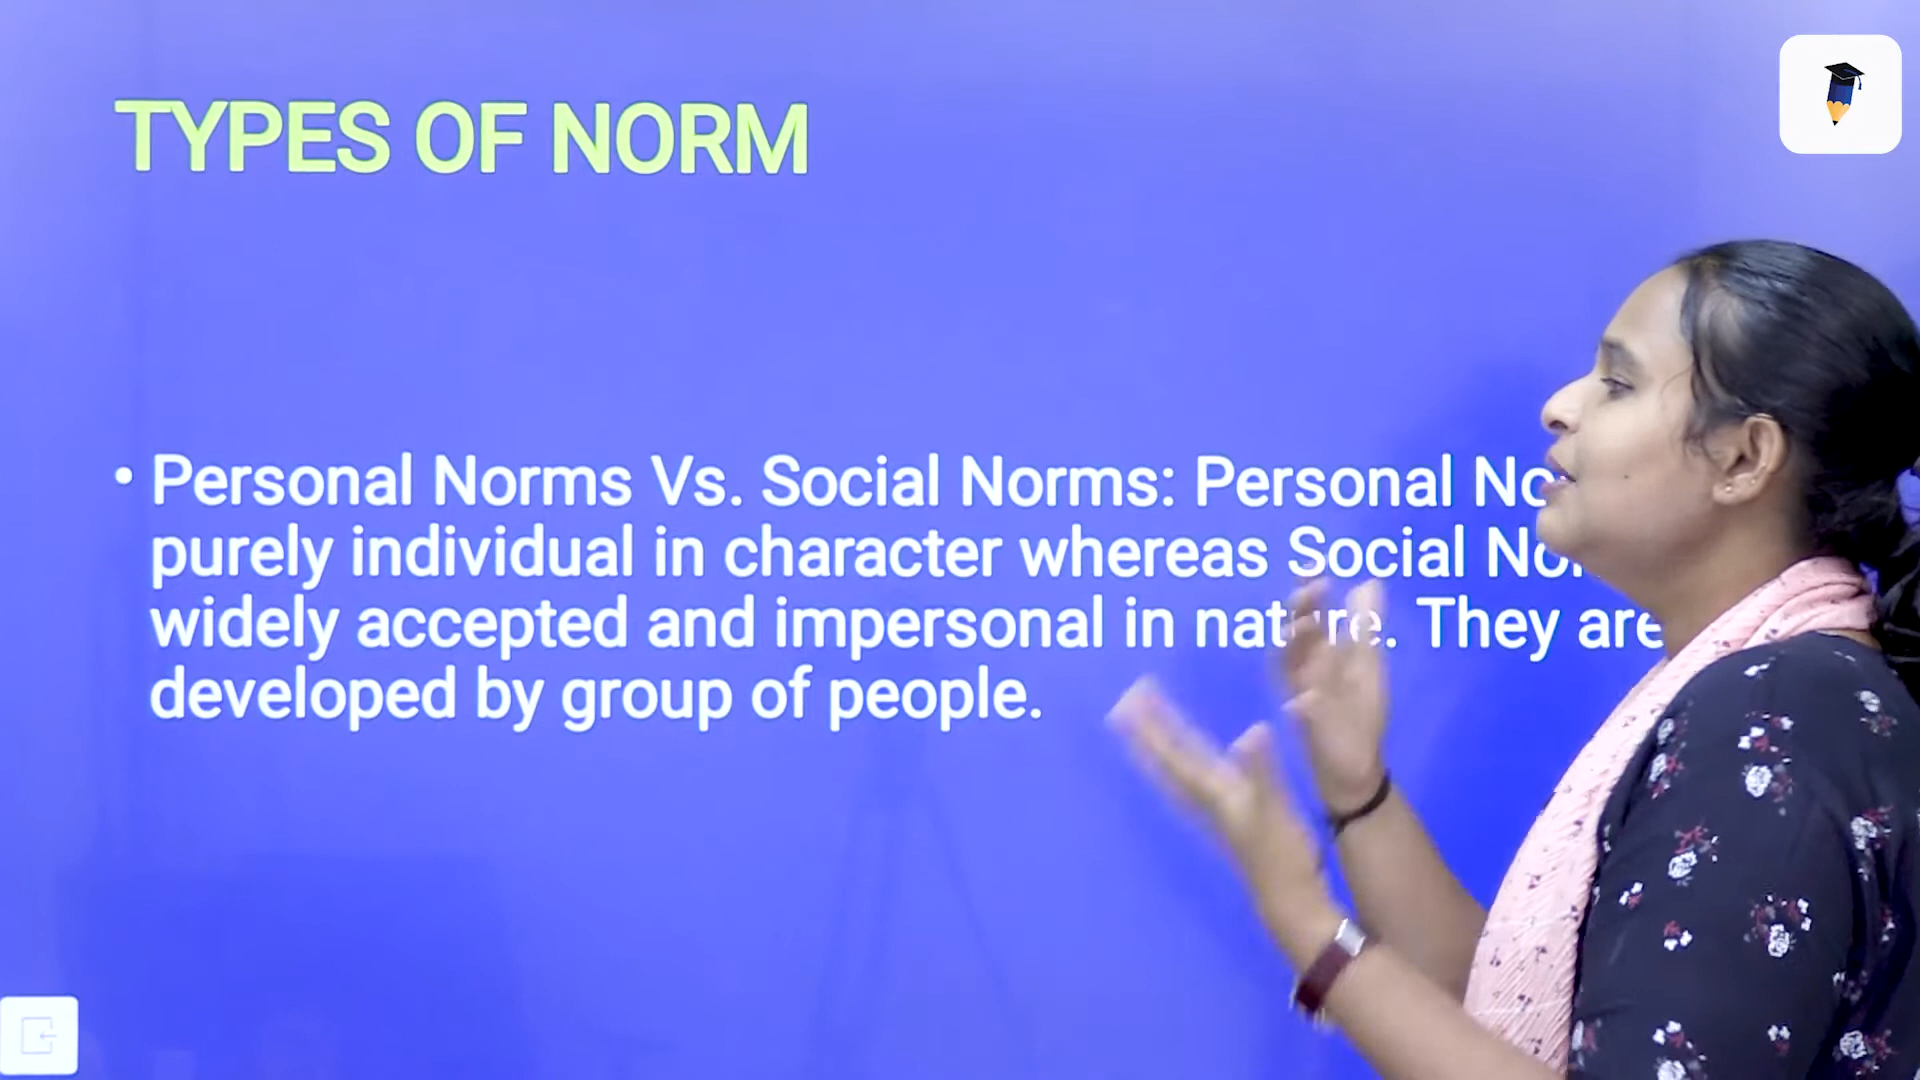 TYPES OF NORM
• Personal Norms Vs. Social Norms: Personal
purely individual in character whereas Social
widely accepted and impersonal in nature. They are
developed by group of people.